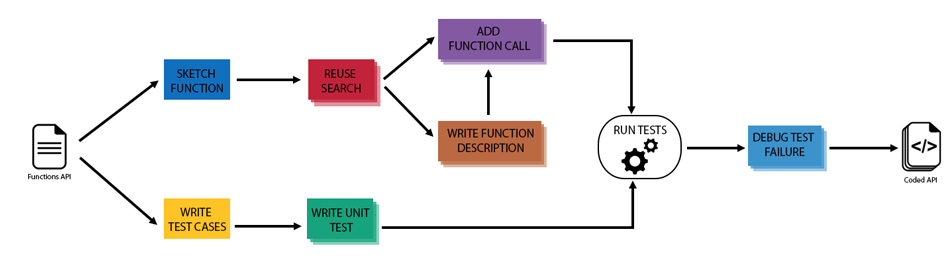 ADD
FUNCTION CALL
SKETCH
FUNCTION
REUSE
SEARCH
WRITE FUNCTION
DESCRIPTION
RUN TESTS
DEBUG TEST
FAILURE
</>
Functions API
Coded API
WRITE
TEST CASES
WRITE UNIT
TEST